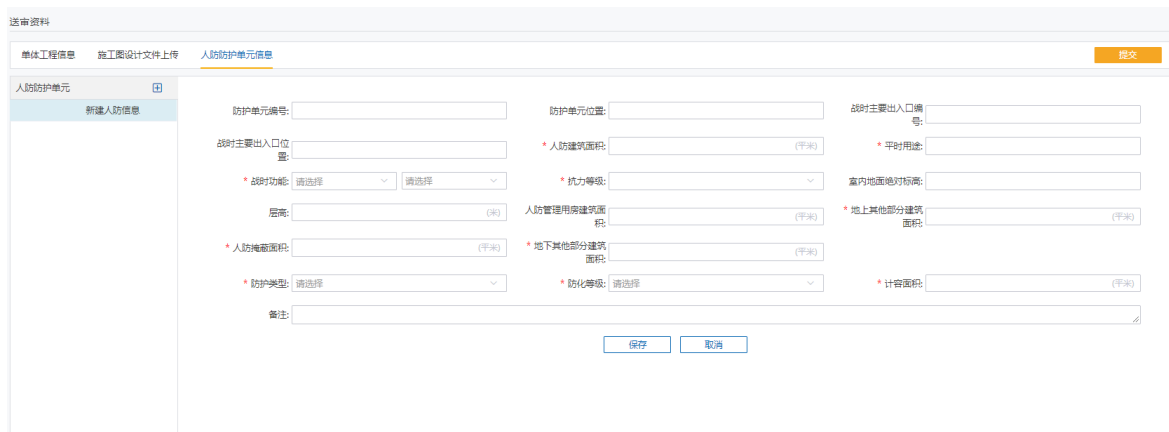 送审资料
单体工程信息 施工图设计文件上传 人防防护单元信息 提交
人防防护单元
新建人防信息
防护单元编号: 防护单元位置: 战时主要出入口编
号:
战时主要出入口位
置:
* 人防建筑面积: (平米) * 平时用途:
* 战时功能: 请选择 请选择 * 抗力等级: 室内地面绝对标高:
层高: (米) 人防管理用房建筑面
积: (平米)
* 地上其他部分建筑
面积: (平米)
* 人防掩蔽面积: (平米) * 地下其他部分建筑
面积: (平米)
* 防护类型: 请选择 * 防化等级: 请选择 * 计容面积: (平米)
备注:
保存 取消